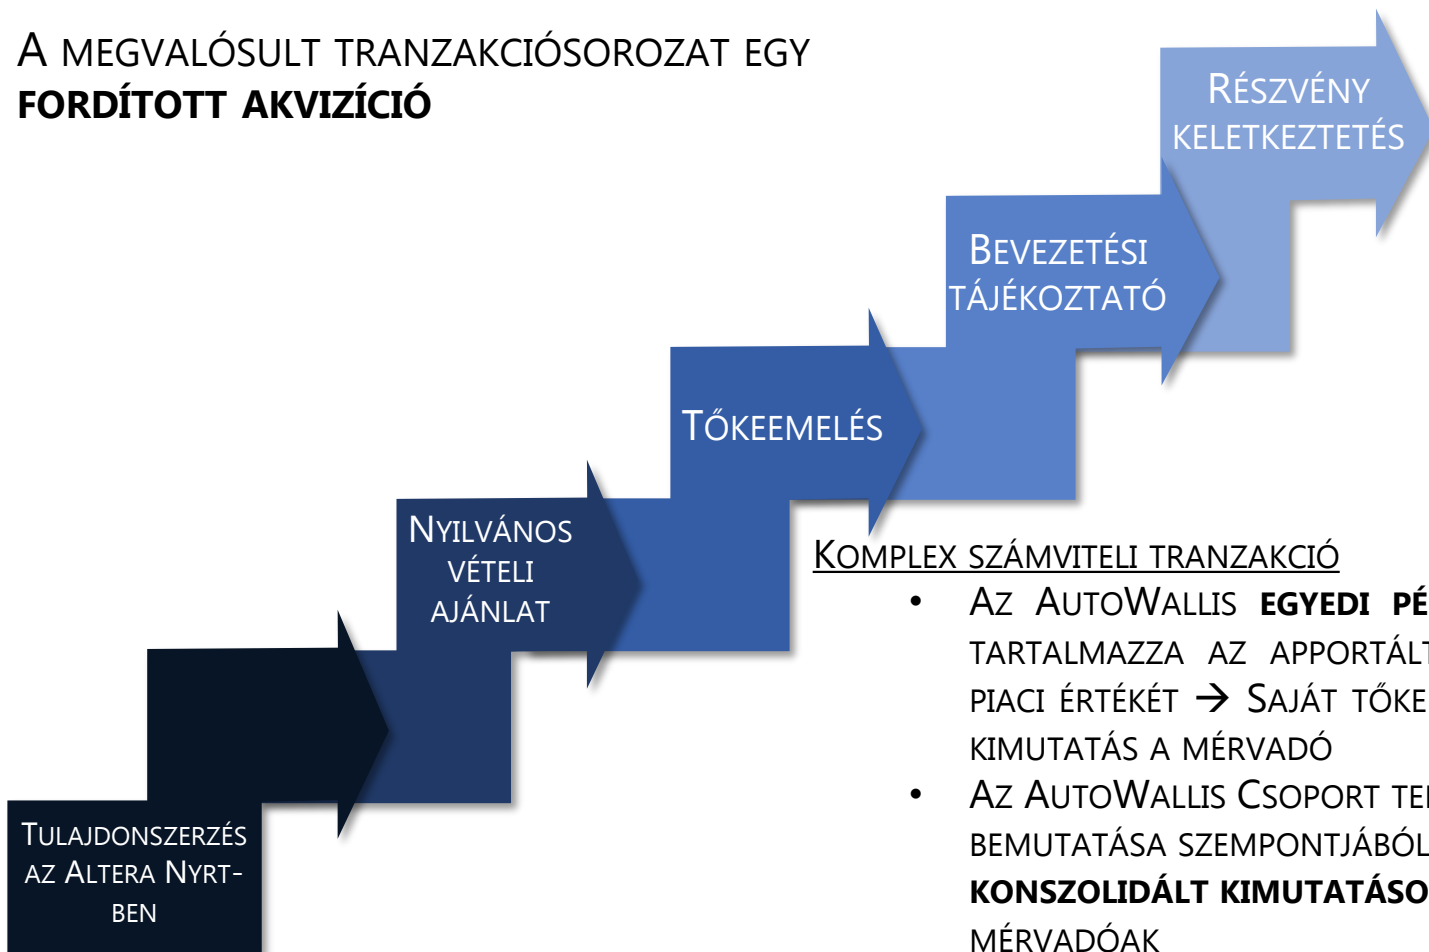 A MEGVALÓSULT TRANZAKCIÓSOROZAT EGY
FORDÍTOTT AKVIZÍCIÓ
RÉSZVÉNY
KELETKEZTETÉS
BEVEZETÉSI
TÁJÉKOZTATÓ
TŐKEEMELÉS
NYILVÁNOS
VÉTELI
AJÁNLAT
TULAJDONSZERZÉS
AZ ALTERA NYRT-
BEN
KOMPLEX SZÁMVITELI TRANZAKCIÓ
• AZ AUTOWALLIS EGYEDI
TARTALMAZZA AZ APPORTÁLT
PIACI ÉRTÉKÉT → SAJÁT TŐKE
KIMUTATÁS A MÉRVADÓ
• AZ AUTOWALLIS CSOPORT
BEMUTATÁSA SZEMPONTJÁBÓL
KONSZOLIDÁLT
MÉRVADÓAK